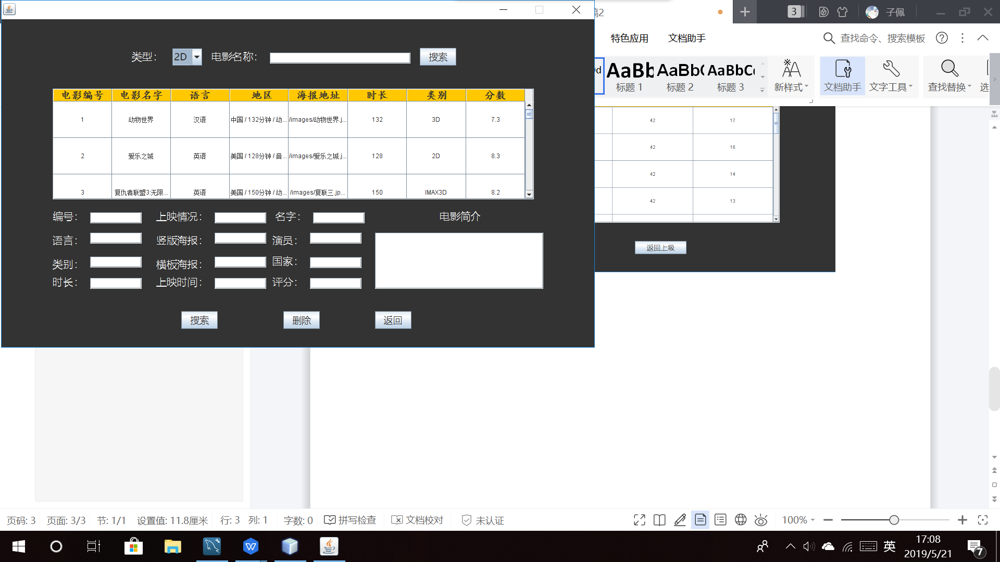 稿2
3
子佩
特色应用 文档助手 查找命令、搜索模板
AaBb AaBb AaBbC
标题 1 标题 2 标题 3 新样式 文档助手 文字工具 查找替换 选
类型： 2D 电影名称： 搜索
电影编号 电影名字 语言 地区 海报地址 时长 类别 分数
1 动物世界 汉语 中国 / 132分钟 / 动... /images/动物世界.j... 132 3D 7.3
2 爱乐之城 英语 美国 / 128分钟 / 音... /images/爱乐之城.j... 128 2D 8.3
3 复仇者联盟3:无限... 英语 美国 / 150分钟 / 动... /images/复联三.jp... 150 IMAX3D 8.2
42 17
42 16
42 14
42 13
返回上级
编号： 上映情况： 名字： 电影简介
语言： 竖版海报： 演员：
类别： 横板海报： 国家：
时长： 上映时间： 评分：
搜索 删除 返回
页码: 3 页面: 3/3 节: 1/1 设置值: 11.8厘米 行: 3 列: 1 字数: 0 拼写检查 文档校对 未认证 100%
英 17:08
2019/5/21
7